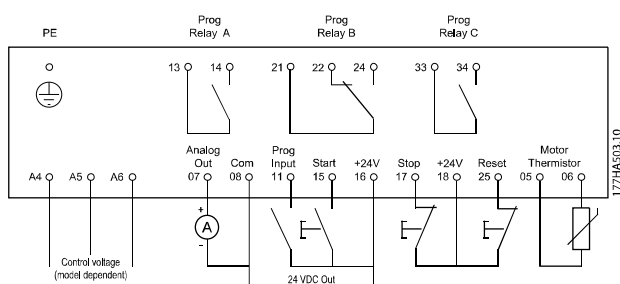 PE
Prog
Relay A
Prog
Relay B
Prog
Relay C
13 14 21 22 24 33 34
Analog
Out
Com
Prog
Input
Start
+24V
Stop
+24V
Reset
Motor
Thermistor
A4 A5 A6 07 08 11 15 16 17 18 25 05 06
+
A
-
Control voltage
(model dependent)
24 VDC Out
177HA503.10